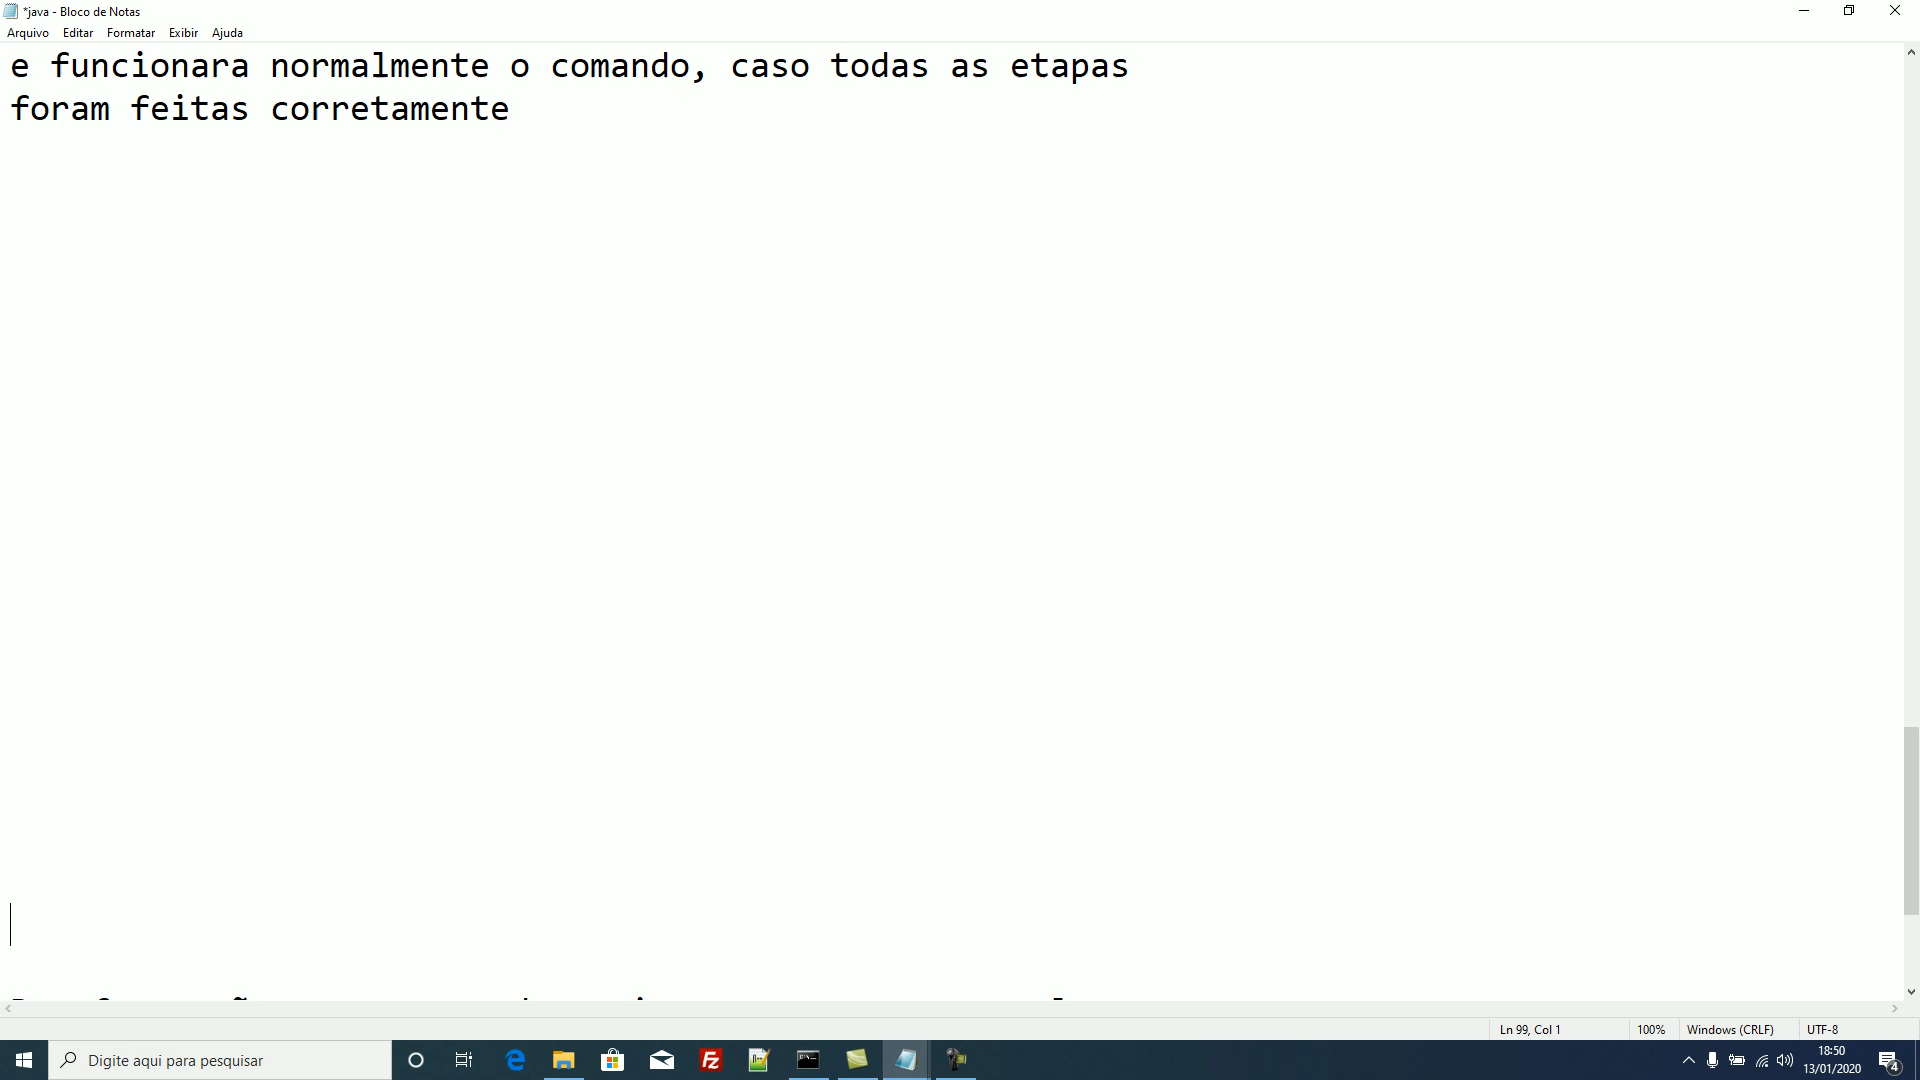 *java - Bloco de Notas
Arquivo Editar Formatar Exibir Ajuda
e funcionara normalmente o comando, caso todas as etapas
foram feitas corretamente
Ln 99, Col 1 100% Windows (CRLF) UTF-8
Digite aqui para pesquisar
18:50
13/01/2020
4